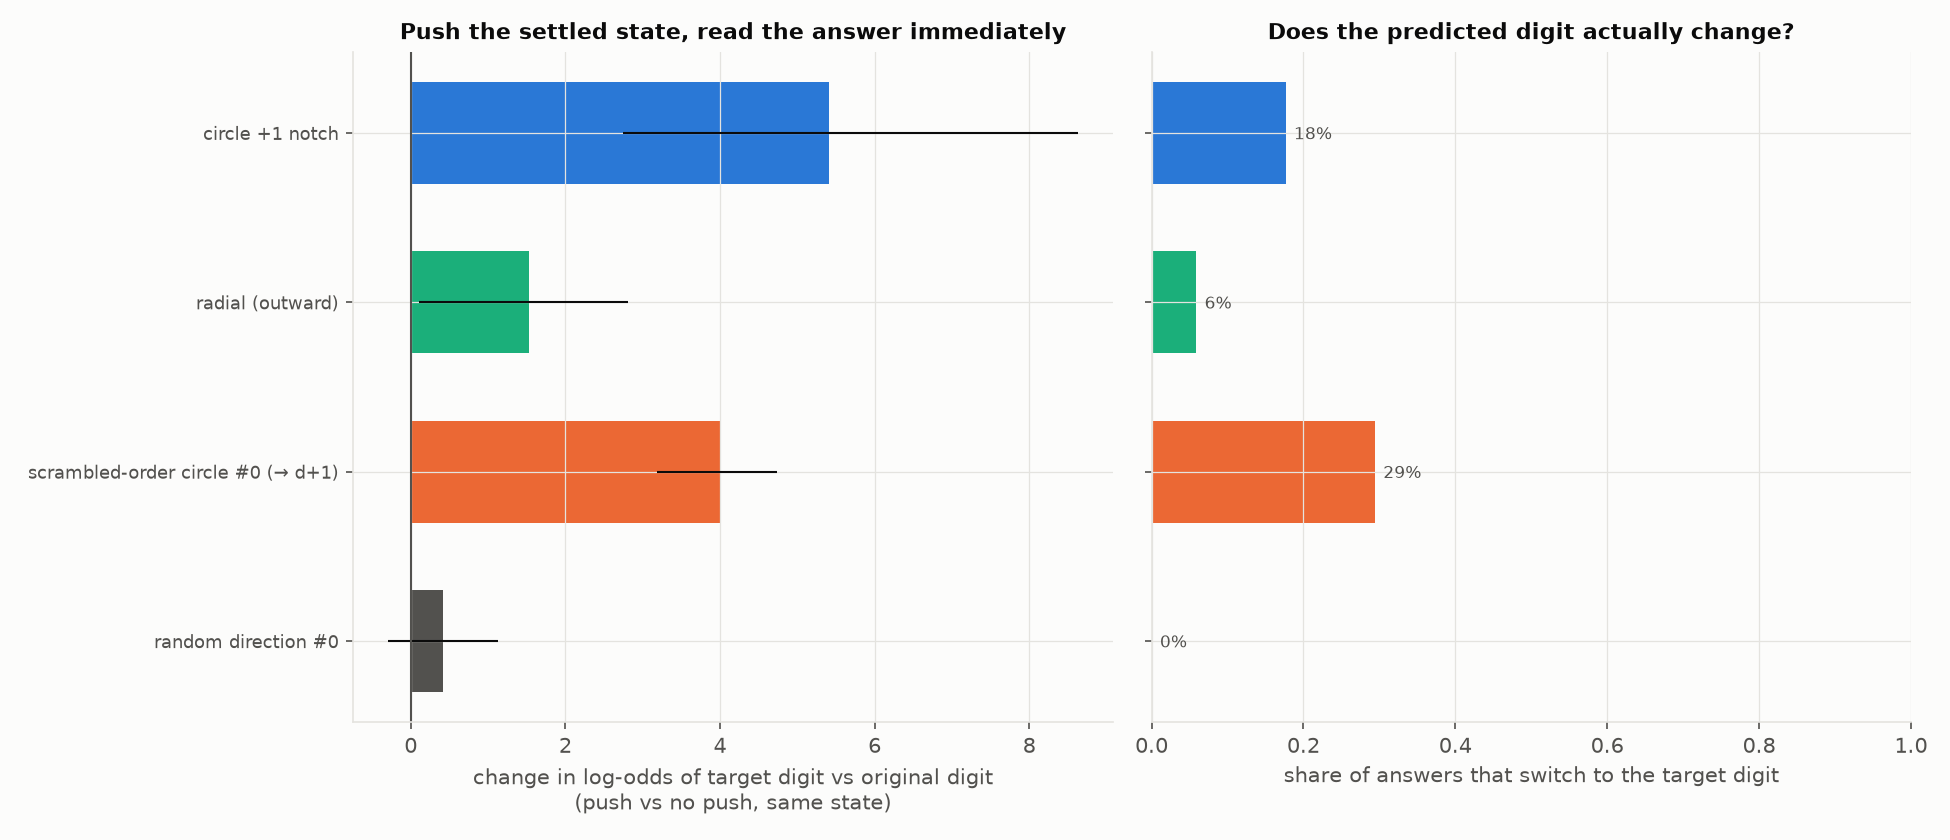 Push the settled state, read the answer immediately
Does the predicted digit actually change?
circle +1 notch
18%
radial (outward)
6%
scrambled-order circle #0 (→ d+1)
29%
random direction #0
0%
0 2 4 6 8
0.0 0.2 0.4 0.6 0.8 1.0
change in log-odds of target digit vs original digit
(push vs no push, same state)
share of answers that switch to the target digit